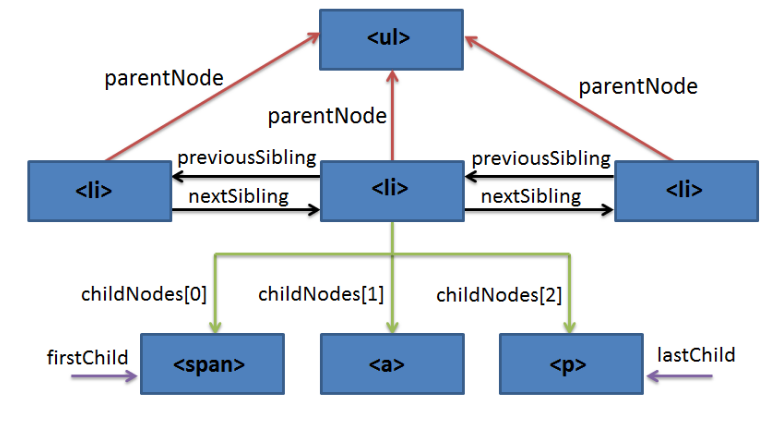 <ul>
parentNode
parentNode
parentNode
previousSibling
previousSibling
<li>
<li>
<li>
nextSibling
nextSibling
childNodes[0]
childNodes[1]
childNodes[2]
firstChild
<span>
<a>
<p>
lastChild